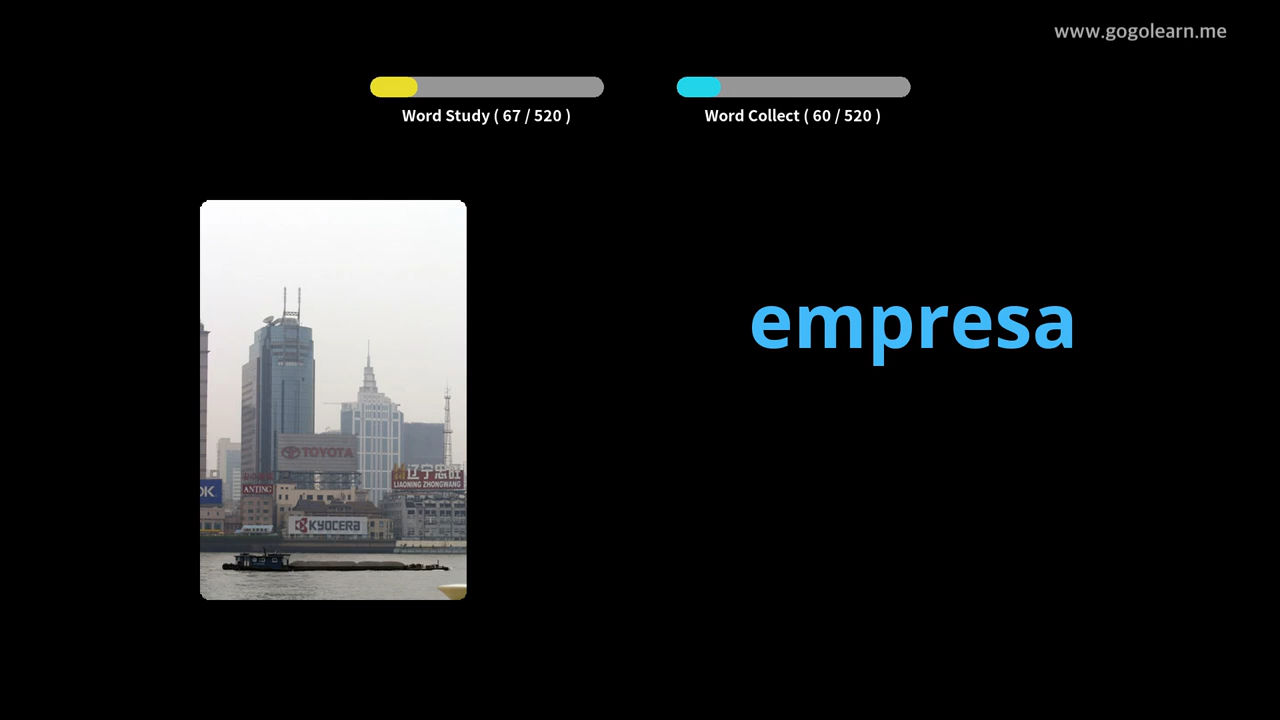 www.gogolearn.me
Word Study ( 67 / 520 )
Word Collect ( 60 / 520 )
empresa
TOYOTA
辽宁忠旺
LIAONING ZHONGWANG
OK
ANTING
KYOCERA